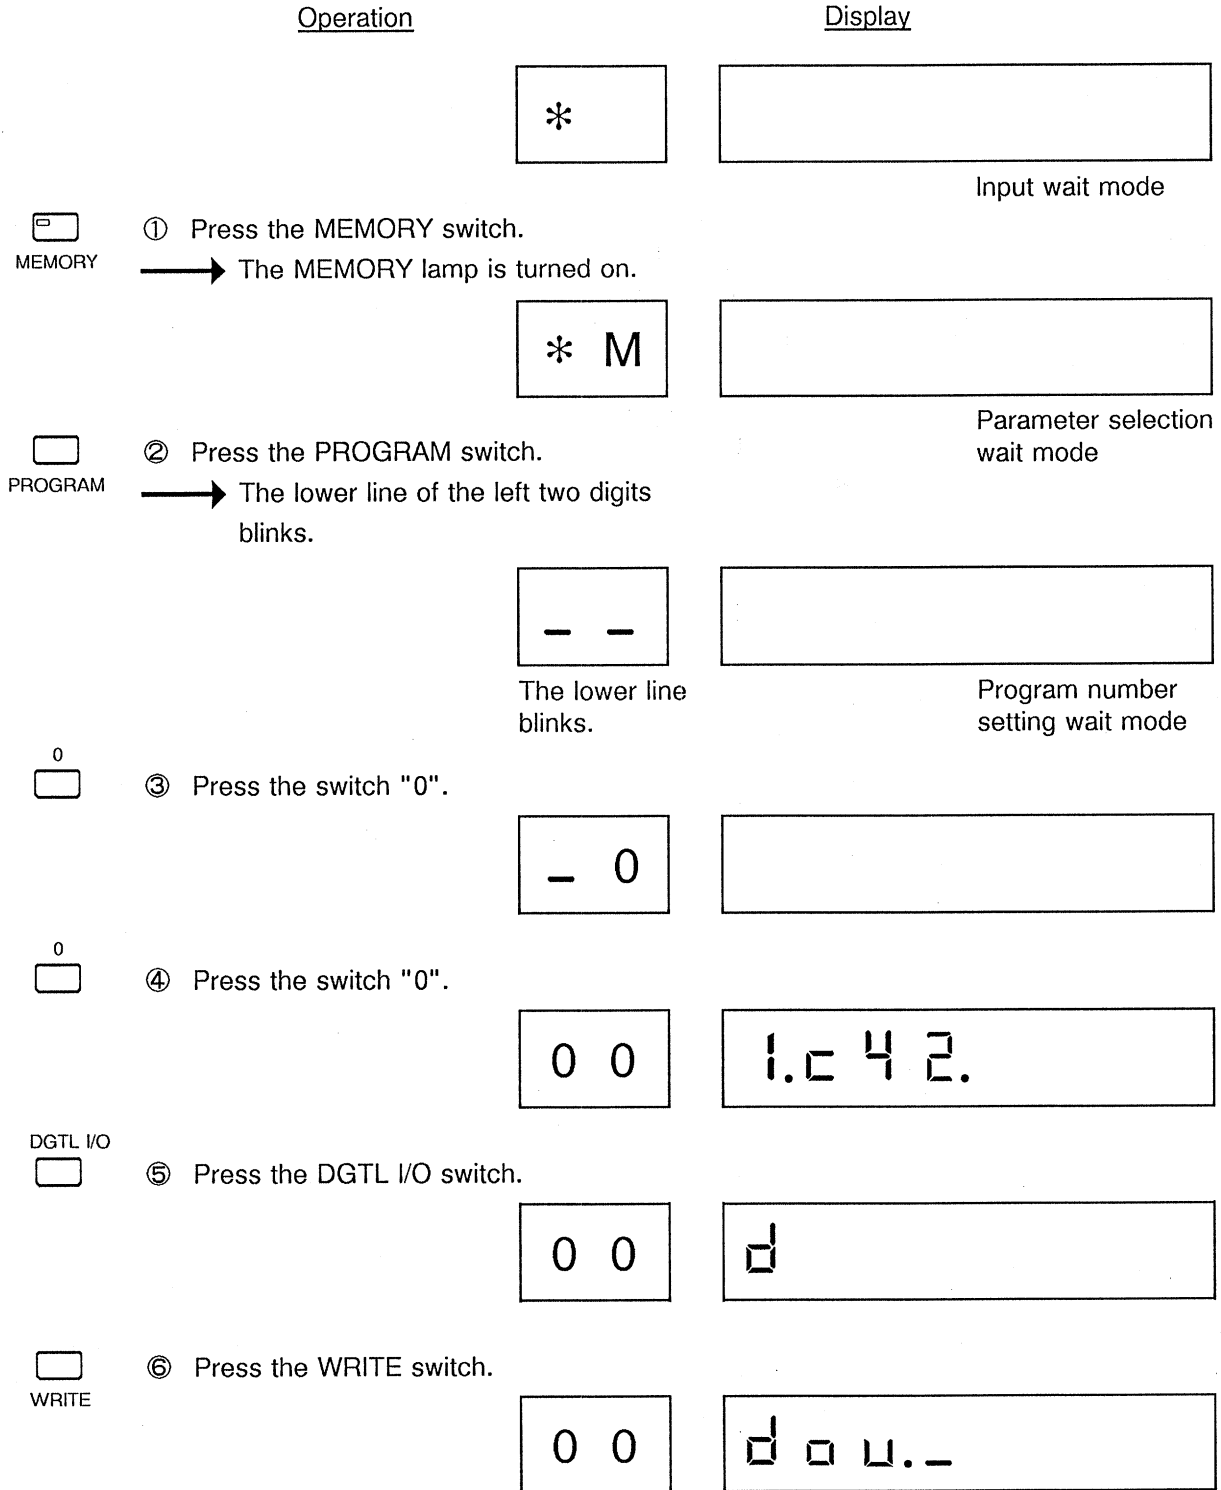 Operation Display
*
Input wait mode
MEMORY
① Press the MEMORY switch.
The MEMORY lamp is turned on.
* M
Parameter selection
wait mode
PROGRAM
② Press the PROGRAM switch.
The lower line of the left two digits
blinks.
_ _
The lower line
blinks.
Program number
setting wait mode
0
③ Press the switch "0".
_ 0
0
④ Press the switch "0".
0 0 1.c 4 2.
DGTL I/O
⑤ Press the DGTL I/O switch.
0 0 d
WRITE
⑥ Press the WRITE switch.
0 0 d o u._